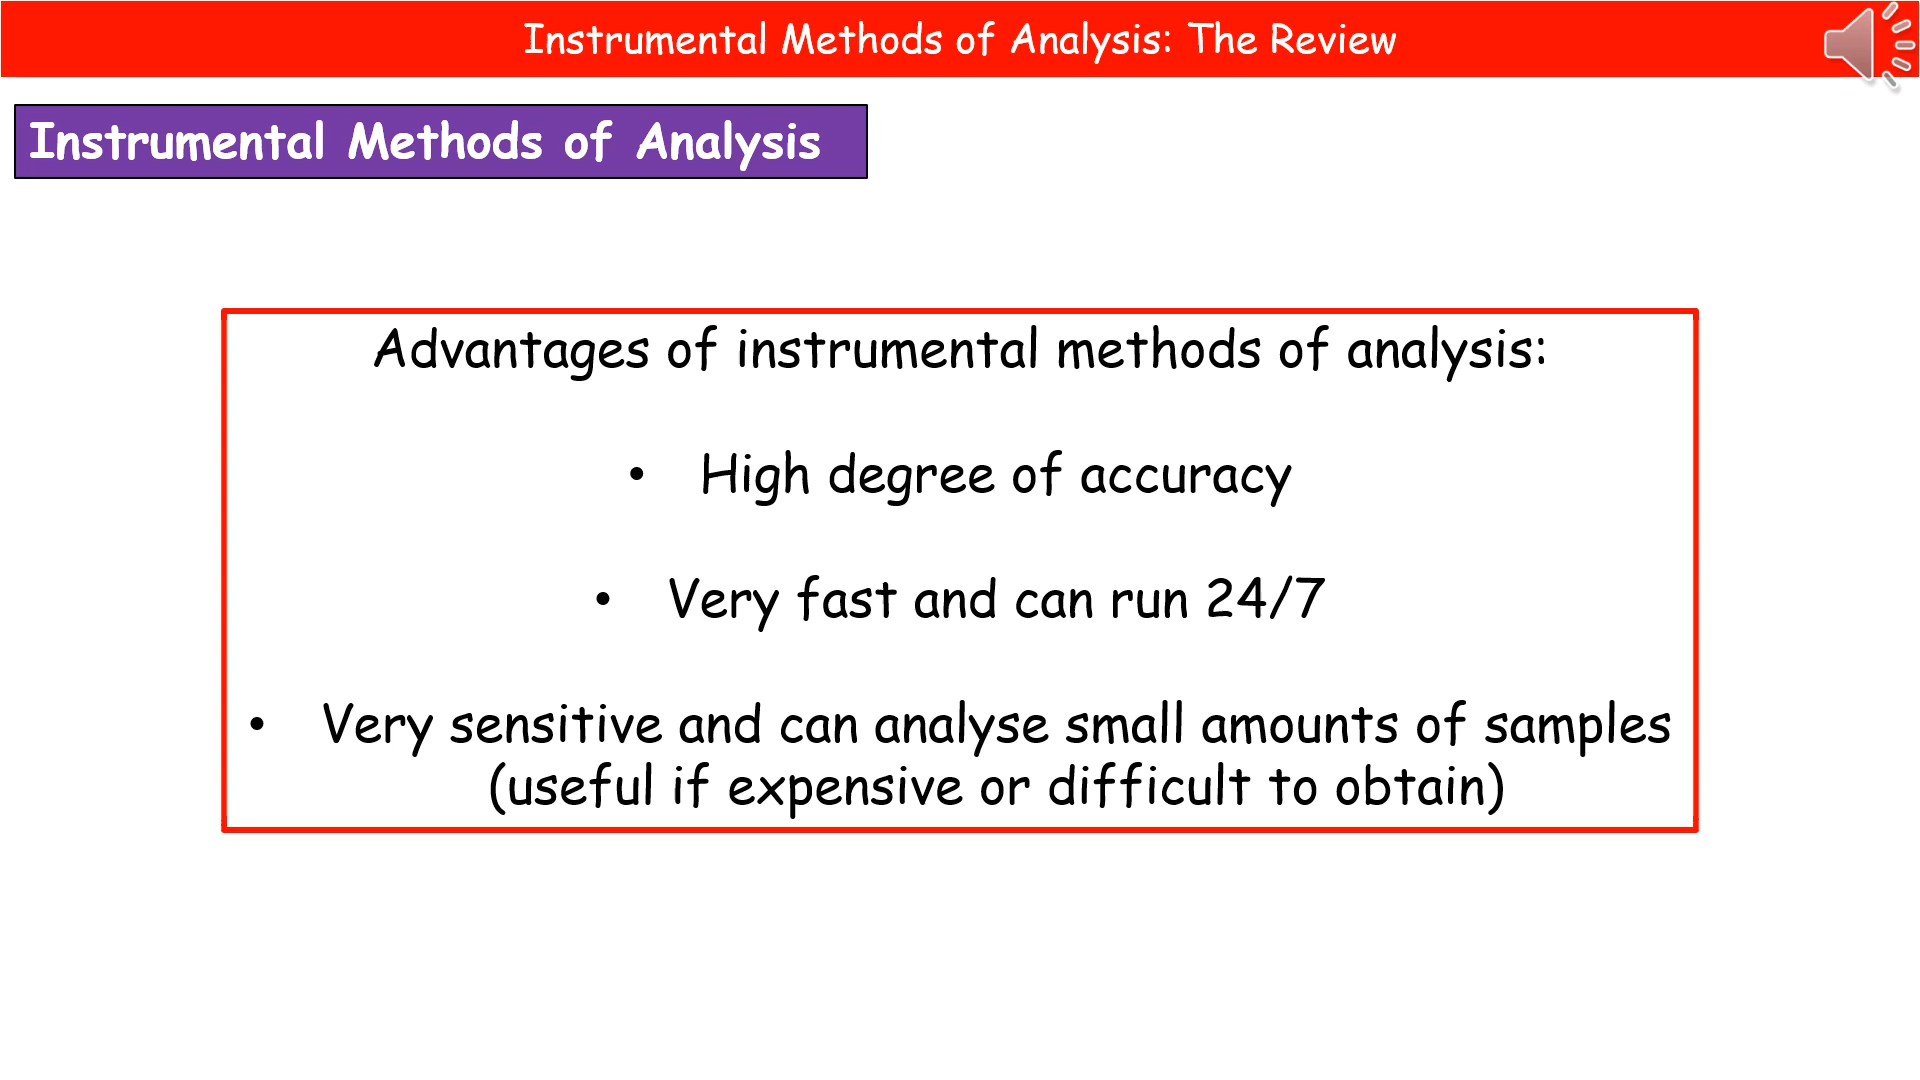 Instrumental Methods of Analysis: The Review
Instrumental Methods of Analysis
Advantages of instrumental methods of analysis:
• High degree of accuracy
• Very fast and can run 24/7
• Very sensitive and can analyse small amounts of samples
(useful if expensive or difficult to obtain)